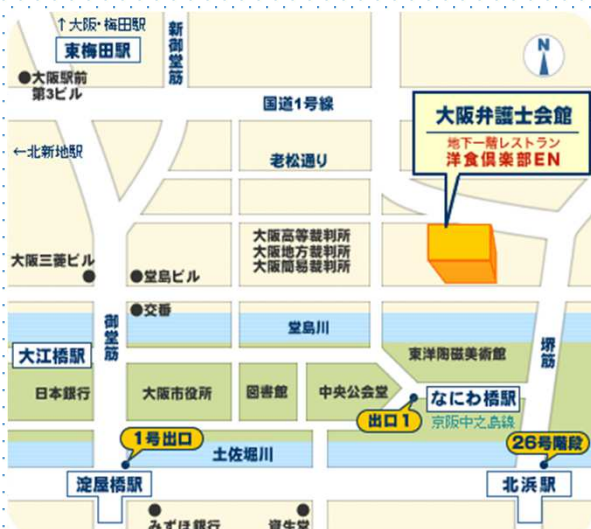 ↑大阪・梅田駅
東梅田駅
新御堂筋
N
●大阪駅前
第3ビル
国道1号線
大阪弁護士会館
地下一階レストラン
洋食倶楽部EN
←北新地駅
老松通り
大阪高等裁判所
大阪地方裁判所
大阪簡易裁判所
大阪三菱ビル
●堂島ビル
●交番
御堂筋
堂島川
堺筋
大江橋駅
東洋陶磁美術館
日本銀行
大阪市役所
図書館
中央公会堂
なにわ橋駅
出口1
京阪中之島線
1号出口
土佐堀川
26号階段
淀屋橋駅
北浜駅
みずほ銀行
資生堂